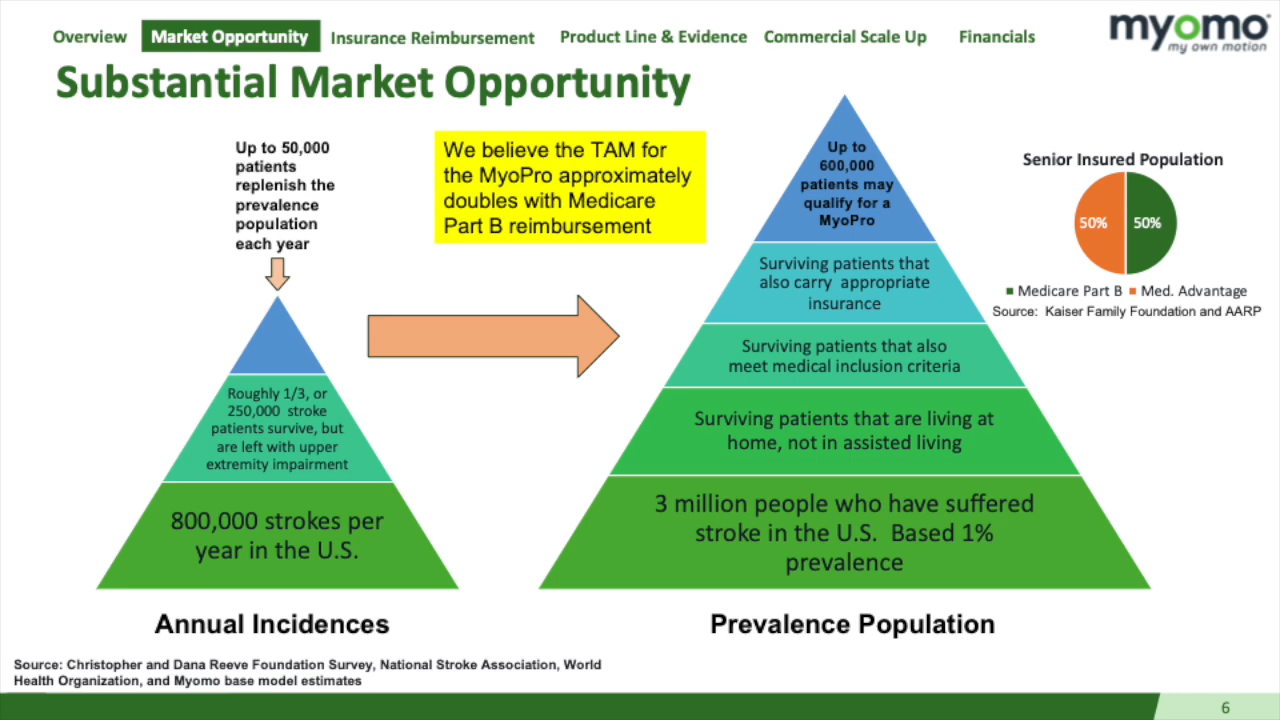 Overview Market Opportunity Insurance Reimbursement Product Line & Evidence Commercial Scale Up Financials
myomo
my own motion
Substantial Market Opportunity
Up to 50,000
patients
replenish the
prevalence
population
each year
We believe the TAM for
the MyoPro approximately
doubles with Medicare
Part B reimbursement
Roughly 1/3, or
250,000 stroke
patients survive, but
are left with upper
extremity impairment
800,000 strokes per
year in the U.S.
Annual Incidences
Up to
600,000
patients may
qualify for a
MyoPro
Surviving patients that
also carry appropriate
insurance
Surviving patients that also
meet medical inclusion criteria
Surviving patients that are living at
home, not in assisted living
3 million people who have suffered
stroke in the U.S. Based 1%
prevalence
Prevalence Population
Senior Insured Population
50% 50%
Medicare Part B Med. Advantage
Source: Kaiser Family Foundation and AARP
Source: Christopher and Dana Reeve Foundation Survey, National Stroke Association, World
Health Organization, and Myomo base model estimates
6